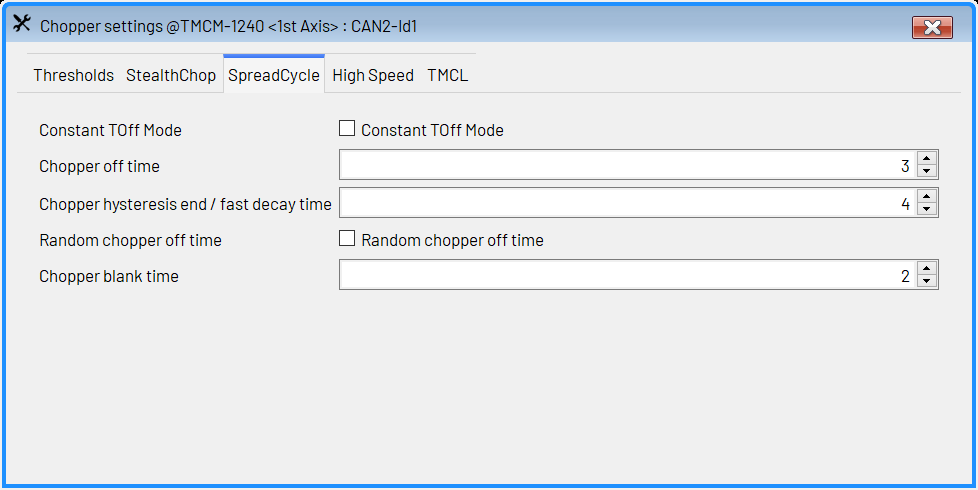 Chopper settings @TMCM-1240 <1st Axis> : CAN2-Id1
Thresholds StealthChop SpreadCycle High Speed TMCL
Constant TOff Mode Constant TOff Mode
Chopper off time 3
Chopper hysteresis end / fast decay time 4
Random chopper off time Random chopper off time
Chopper blank time 2